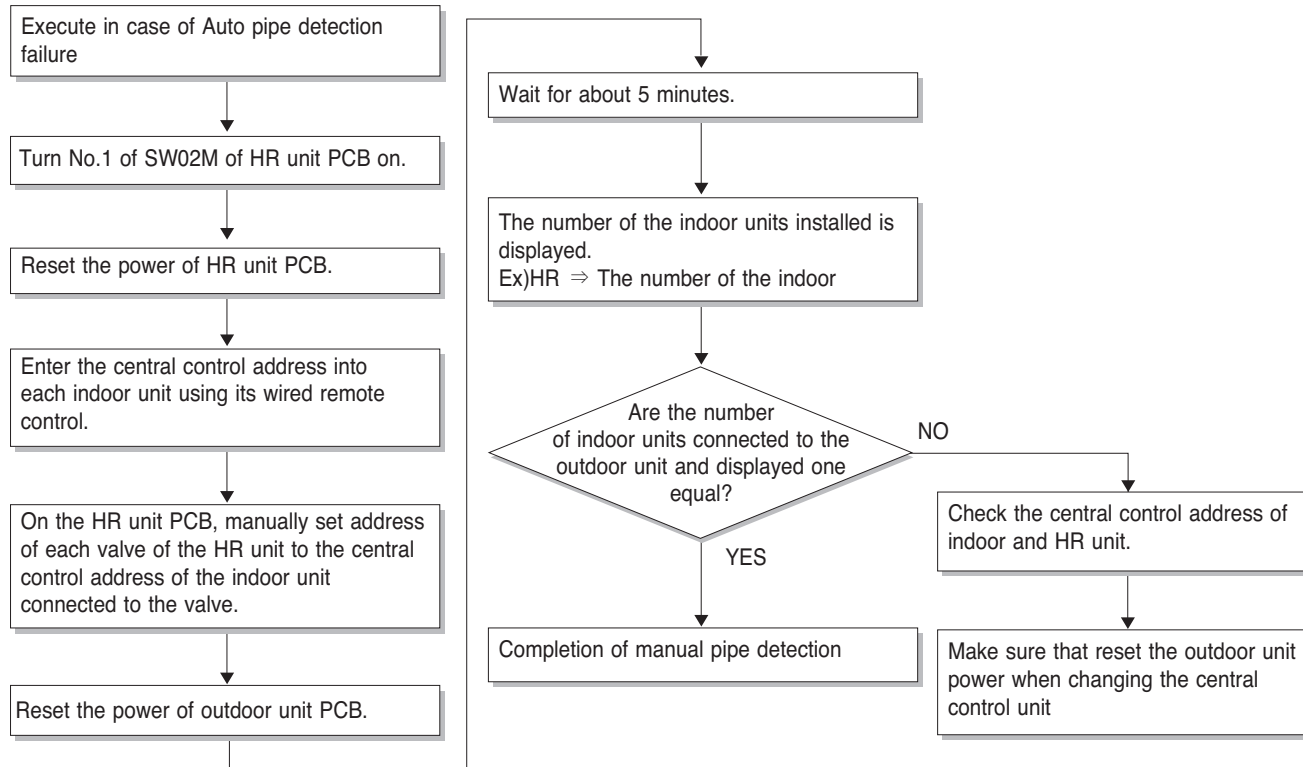 Execute in case of Auto pipe detection
failure
Turn No.1 of SW02M of HR unit PCB on.
Reset the power of HR unit PCB.
Enter the central control address into
each indoor unit using its wired remote
control.
On the HR unit PCB, manually set address
of each valve of the HR unit to the central
control address of the indoor unit
connected to the valve.
Reset the power of outdoor unit PCB.
Wait for about 5 minutes.
The number of the indoor units installed is
displayed.
Ex)HR ⇒ The number of the indoor
Are the number
of indoor units connected to the
outdoor unit and displayed one
equal?
NO
YES
Completion of manual pipe detection
Check the central control address of
indoor and HR unit.
Make sure that reset the outdoor unit
power when changing the central
control unit